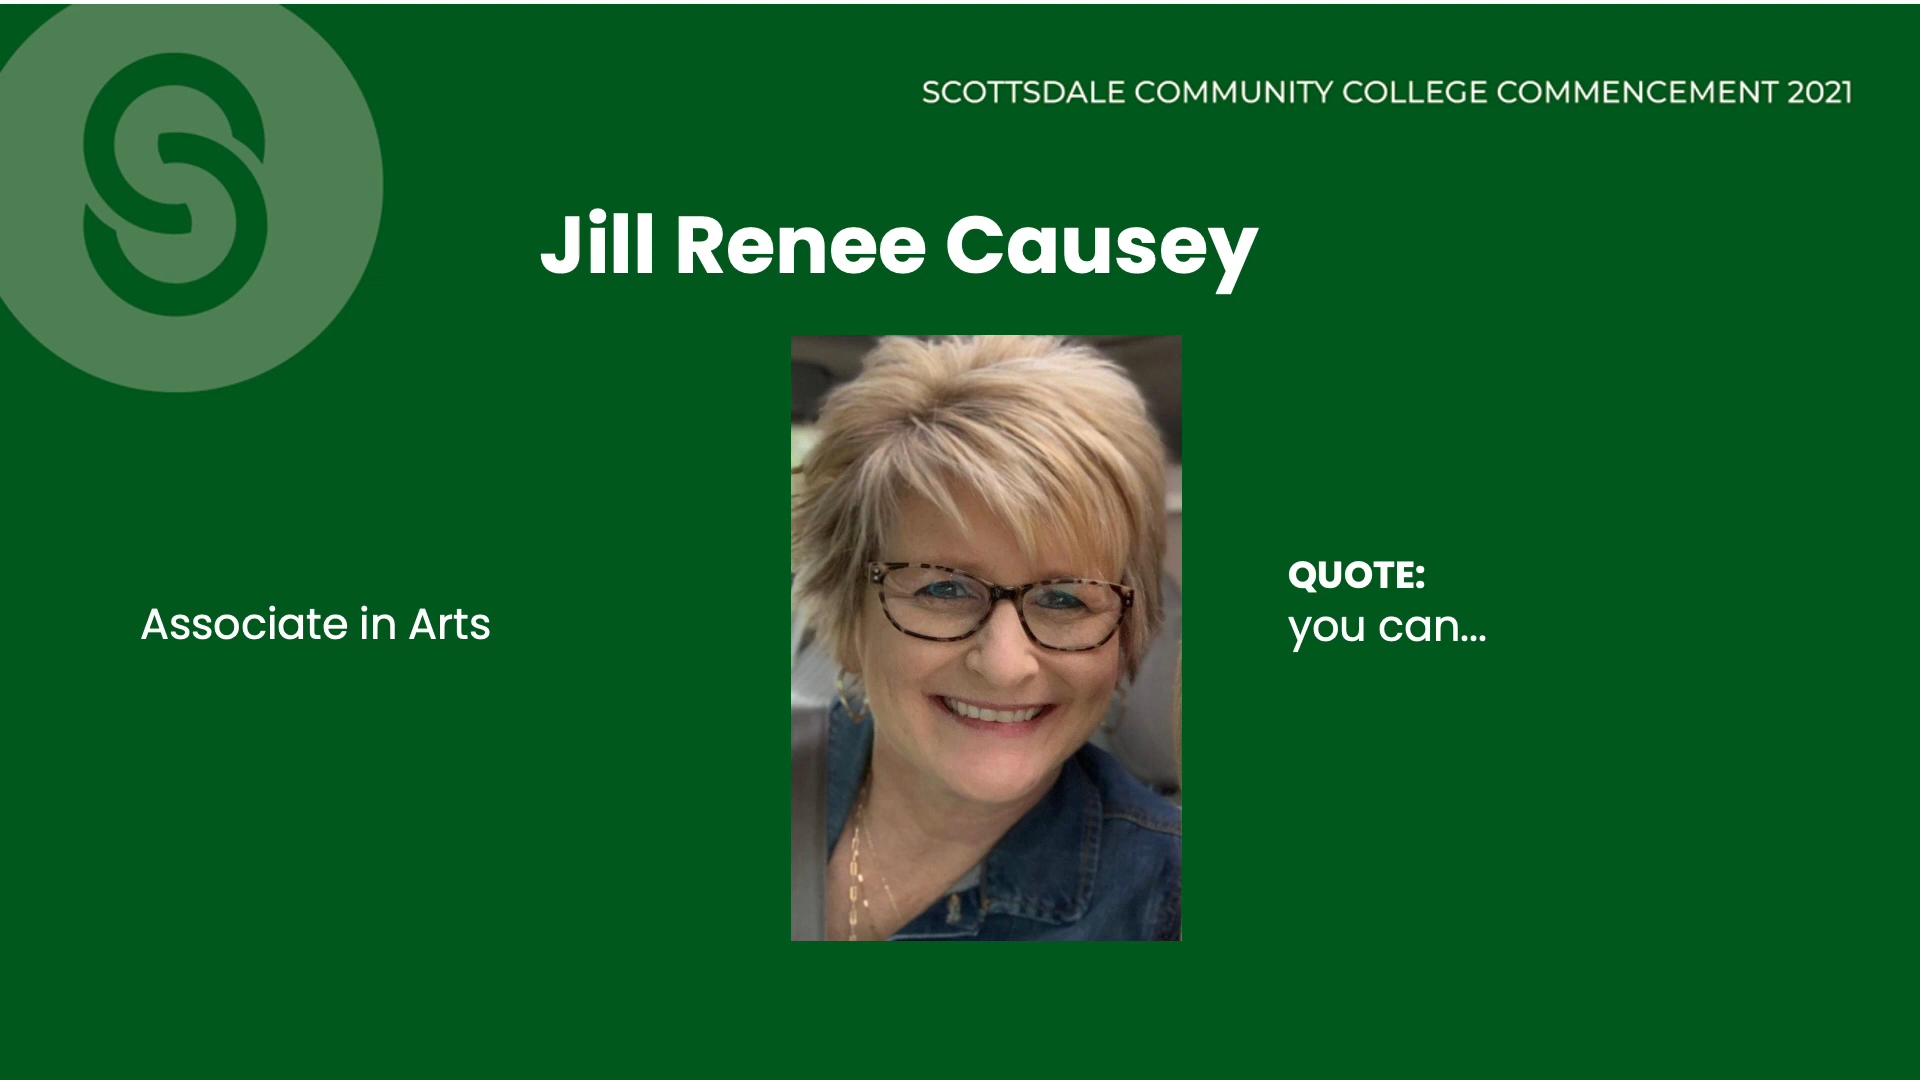 SCOTTSDALE COMMUNITY COLLEGE COMMENCEMENT 2021
Jill Renee Causey
Associate in Arts
QUOTE:
you can...